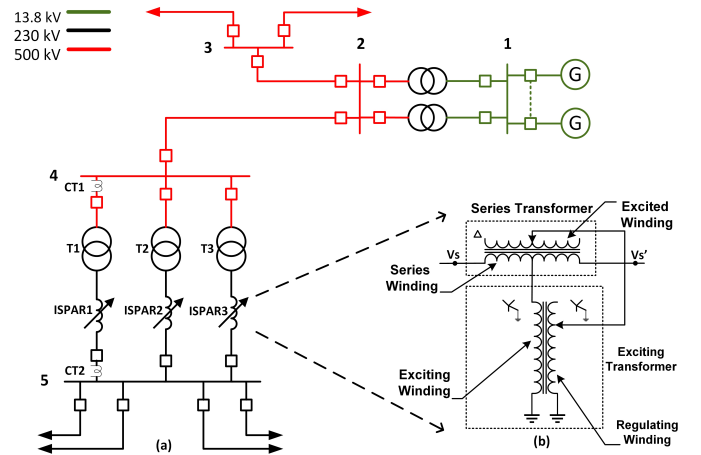 13.8 kV
230 kV
500 kV
3
2
1
G
G
4
CT1
T1
T2
T3
ISPAR1
ISPAR2
ISPAR3
CT2
5
(a)
Series Transformer
Excited
Winding
Δ
Vs
Vs'
Series
Winding
Exciting
Winding
Exciting
Transformer
Regulating
Winding
(b)